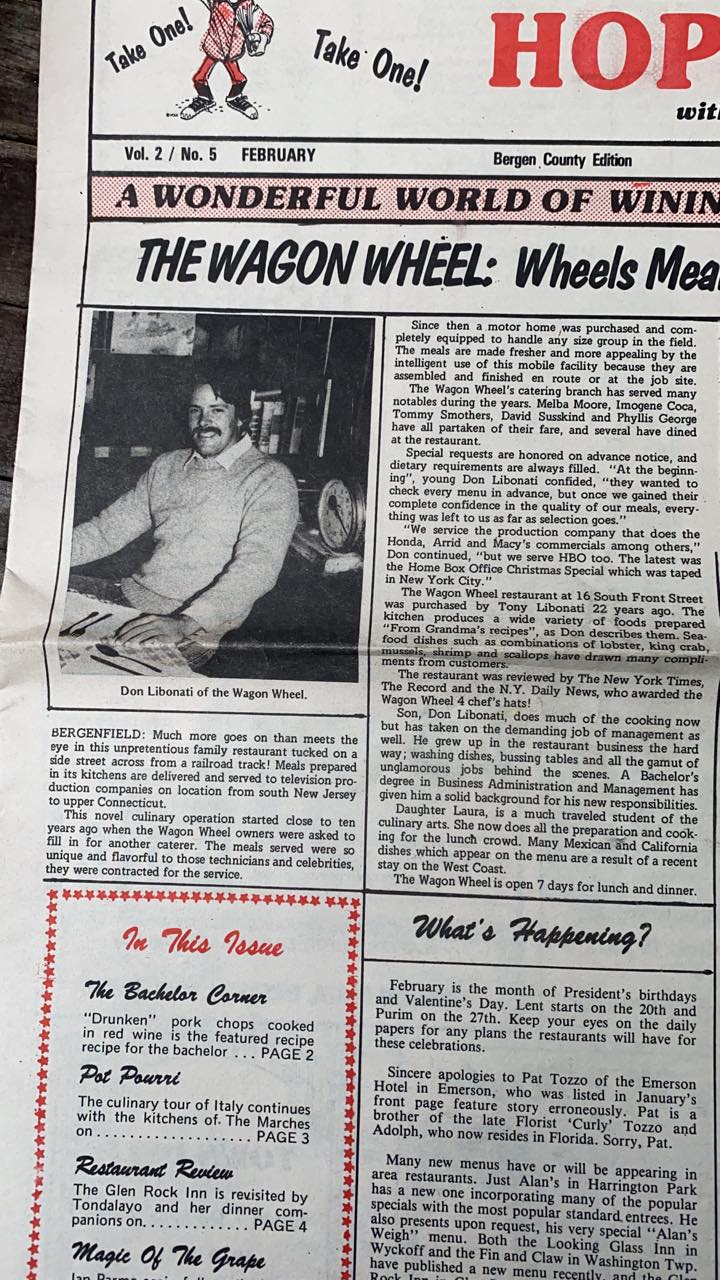 Take One!
Take One!
HOP
with
Vol. 2 / No. 5 FEBRUARY
Bergen County Edition
A WONDERFUL WORLD OF WININ
THE WAGON WHEEL: Wheels Mea
Don Libonati of the Wagon Wheel.
BERGENFIELD: Much more goes on than meets the
eye in this unpretentious family restaurant tucked on a
side street across from a railroad track! Meals prepared
in its kitchens are delivered and served to television pro-
duction companies on location from south New Jersey
to upper Connecticut.
This novel culinary operation started close to ten
years ago when the Wagon Wheel owners were asked to
fill in for another caterer. The meals served were so
unique and flavorful to those technicians and celebrities,
they were contracted for the service.
Since then a motor home was purchased and com-
pletely equipped to handle any size group in the field.
The meals are made fresher and more appealing by the
intelligent use of this mobile facility because they are
assembled and finished en route or at the job site.
The Wagon Wheel's catering branch has served many
notables during the years. Melba Moore, Imogene Coca,
Tommy Smothers, David Susskind and Phyllis George
have all partaken of their fare, and several have dined
at the restaurant.
Special requests are honored on advance notice, and
dietary requirements are always filled. "At the beginn-
ing", young Don Libonati confided, "they wanted to
check every menu in advance, but once we gained their
complete confidence in the quality of our meals, every-
thing was left to us as far as selection goes."
"We service the production company that does the
Honda, Arrid and Macy's commercials among others,"
Don continued, "but we serve HBO too. The latest was
the Home Box Office Christmas Special which was taped
in New York City."
The Wagon Wheel restaurant at 16 South Front Street
was purchased by Tony Libonati 22 years ago. The
kitchen produces a wide variety of foods prepared
"From Grandma's recipes", as Don describes them. Sea-
food dishes such as combinations of lobster, king crab,
mussels, shrimp and scallops have drawn many compli-
ments from customers.
The restaurant was reviewed by The New York Times,
The Record and the N.Y. Daily News, who awarded the
Wagon Wheel 4 chef's hats!
Son, Don Libonati, does much of the cooking now
but has taken on the demanding job of management as
well. He grew up in the restaurant business the hard
way; washing dishes, bussing tables and all the gamut of
unglamorous jobs behind the scenes. A Bachelor's
degree in Business Administration and Management has
given him a solid background for his new responsibilities.
Daughter Laura, is a much traveled student of the
culinary arts. She now does all the preparation and cook-
ing for the lunch crowd. Many Mexican and California
dishes which appear on the menu are a result of a recent
stay on the West Coast.
The Wagon Wheel is open 7 days for lunch and dinner.
In This Issue
The Bachelor Corner
"Drunken" pork chops cooked
in red wine is the featured recipe
recipe for the bachelor ... PAGE 2
Pot Pourri
The culinary tour of Italy continues
with the kitchens of The Marches
on................... PAGE 3
Restaurant Review
The Glen Rock Inn is revisited by
Tondalayo and her dinner com-
panions on............. PAGE 4
Magic Of The Grape
What's Happening?
February is the month of President's birthdays
and Valentine's Day. Lent starts on the 20th and
Purim on the 27th. Keep your eyes on the daily
papers for any plans the restaurants will have for
these celebrations.
Sincere apologies to Pat Tozzo of the Emerson
Hotel in Emerson, who was listed in January's
front page feature story erroneously. Pat is a
brother of the late Florist 'Curly' Tozzo and
Adolph, who now resides in Florida. Sorry, Pat.
Many new menus have or will be appearing in
area restaurants. Just Alan's in Harrington Park
has a new one incorporating many of the popular
specials with the most popular standard entrees. He
also presents upon request, his very special "Alan's
Weigh" menu. Both the Looking Glass Inn in
Wyckoff and the Fin and Claw in Washington Twp.
have published a new menu recently, and the